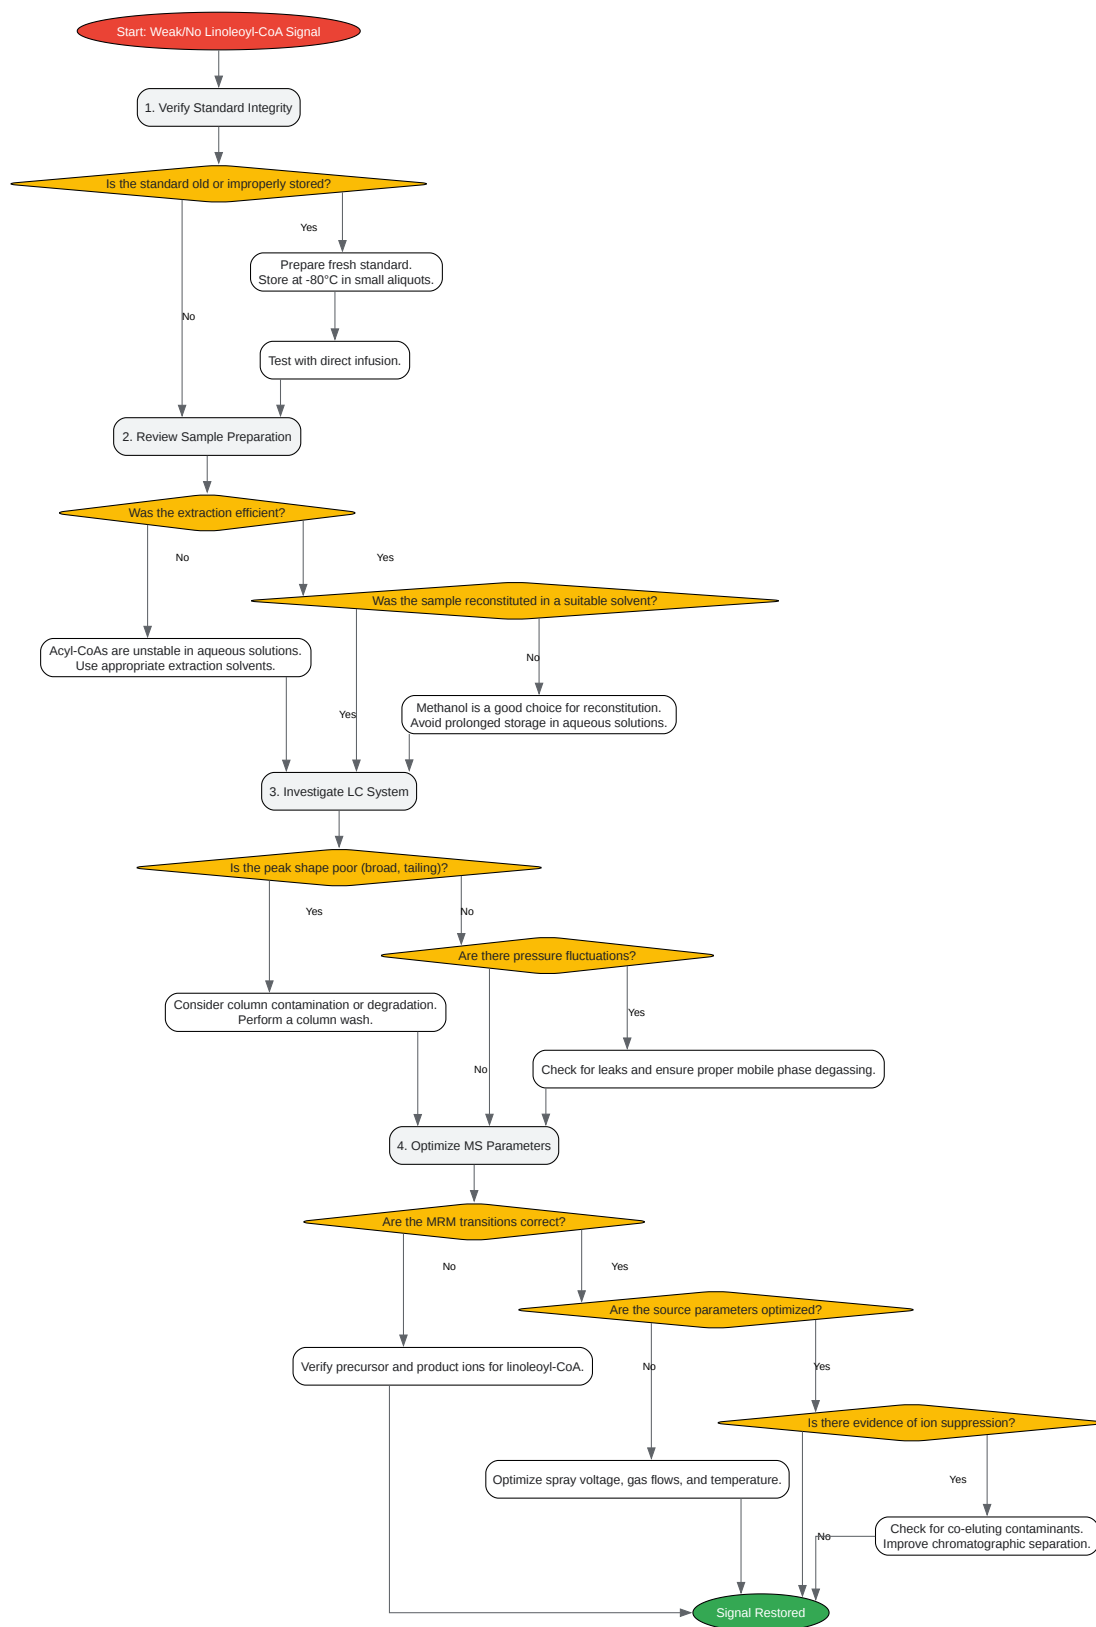 Start: Weak/No Linoleoyl-CoA Signal
1. Verify Standard Integrity
Is the standard old or improperly stored?
Yes
Prepare fresh standard.
Store at -80°C in small aliquots.
No
Test with direct infusion.
2. Review Sample Preparation
Was the extraction efficient?
No
Yes
Was the sample reconstituted in a suitable solvent?
Acyl-CoAs are unstable in aqueous solutions.
Use appropriate extraction solvents.
No
Yes
Methanol is a good choice for reconstitution.
Avoid prolonged storage in aqueous solutions.
3. Investigate LC System
Is the peak shape poor (broad, tailing)?
Yes
No
Are there pressure fluctuations?
Consider column contamination or degradation.
Perform a column wash.
Yes
No
Check for leaks and ensure proper mobile phase degassing.
4. Optimize MS Parameters
Are the MRM transitions correct?
No
Yes
Are the source parameters optimized?
Verify precursor and product ions for linoleoyl-CoA.
No
Yes
Is there evidence of ion suppression?
Optimize spray voltage, gas flows, and temperature.
Yes
Check for co-eluting contaminants.
Improve chromatographic separation.
No
Signal Restored